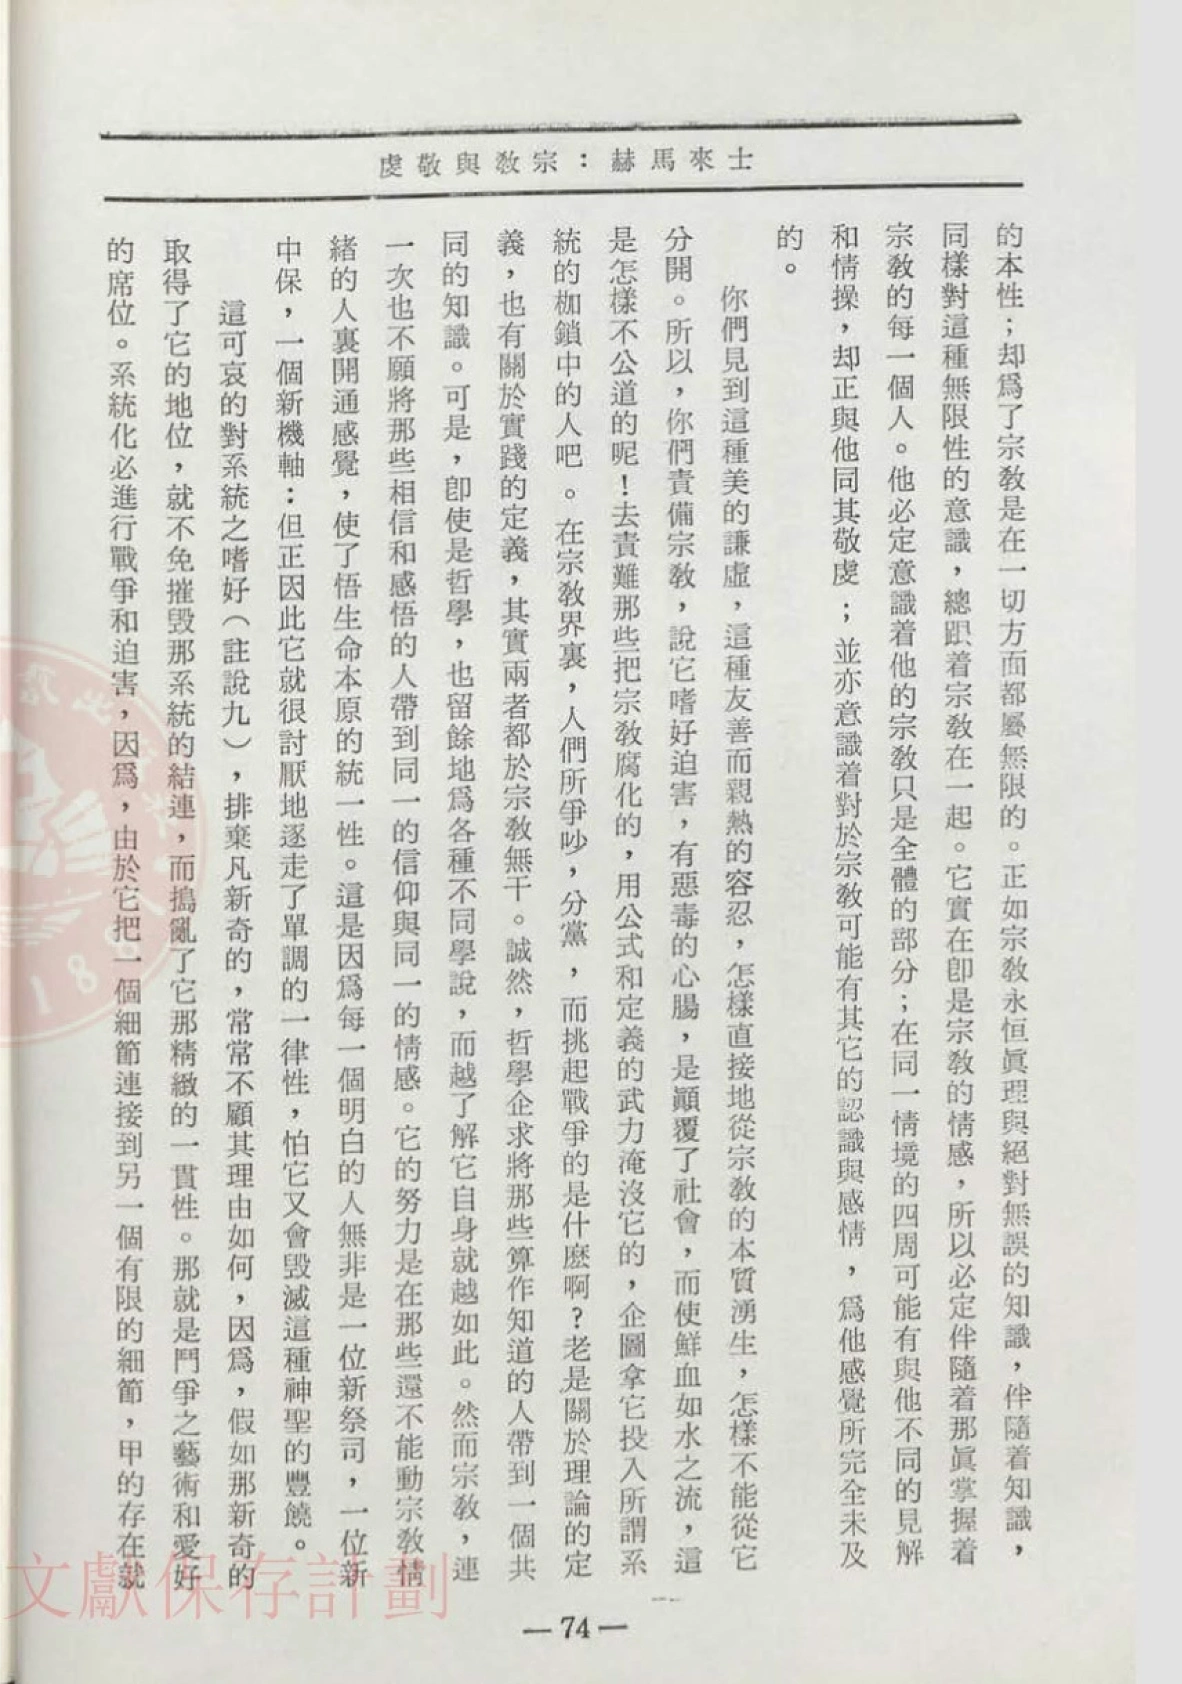 士來馬赫：宗教與敬虔
的本性；却爲了宗教是在一切方面都屬無限的。正如宗教永恒眞理與絕對無誤的知識，伴隨着知識，
同樣對這種無限性的意識，總跟着宗教在一起。它實在卽是宗教的情感，所以必定伴隨着那眞掌握着
宗教的每一個人。他必定意識着他的宗教只是全體的部分；在同一情境的四周可能有與他不同的見解
和情操，却正與他同其敬虔；並亦意識着對於宗教可能有其它的認識與感情，爲他感覺所完全未及
的。
你們見到這種美的謙虛，這種友善而親熱的容忍，怎樣直接地從宗教的本質湧生，怎樣不能從它
分開。所以，你們責備宗教，說它嗜好迫害，有惡毒的心腸，是顚覆了社會，而使鮮血如水之流，這
是怎樣不公道的呢！去責難那些把宗教腐化的，用公式和定義的武力淹沒它的，企圖拿它投入所謂系
統的枷鎖中的人吧。在宗教界裏，人們所爭吵，分黨，而挑起戰爭的是什麽啊？老是關於理論的定
義，也有關於實踐的定義，其實兩者都於宗教無干。誠然，哲學企求將那些算作知道的人帶到一個共
同的知識。可是，卽使是哲學，也留餘地爲各種不同學說，而越了解它自身就越如此。然而宗教，連
一次也不願將那些相信和感悟的人帶到同一的信仰與同一的情感。它的努力是在那些還不能動宗教情
緒的人裏開通感覺，使了悟生命本原的統一性。這是因爲每一個明白的人無非是一位新祭司，一位新
中保，一個新機軸：但正因此它就很討厭地逐走了單調的一律性，怕它又會毀滅這種神聖的豐饒。
這可哀的對系統之嗜好（註說九），排棄凡新奇的，常常不顧其理由如何，因爲，假如那新奇的
取得了它的地位，就不免摧毀那系統的結連，而搗亂了它那精緻的一貫性。那就是鬥爭之藝術和愛好
的席位。系統化必進行戰爭和迫害，因爲，由於它把一個細節連接到另一個有限的細節，甲的存在就
—74—
文獻保存計劃